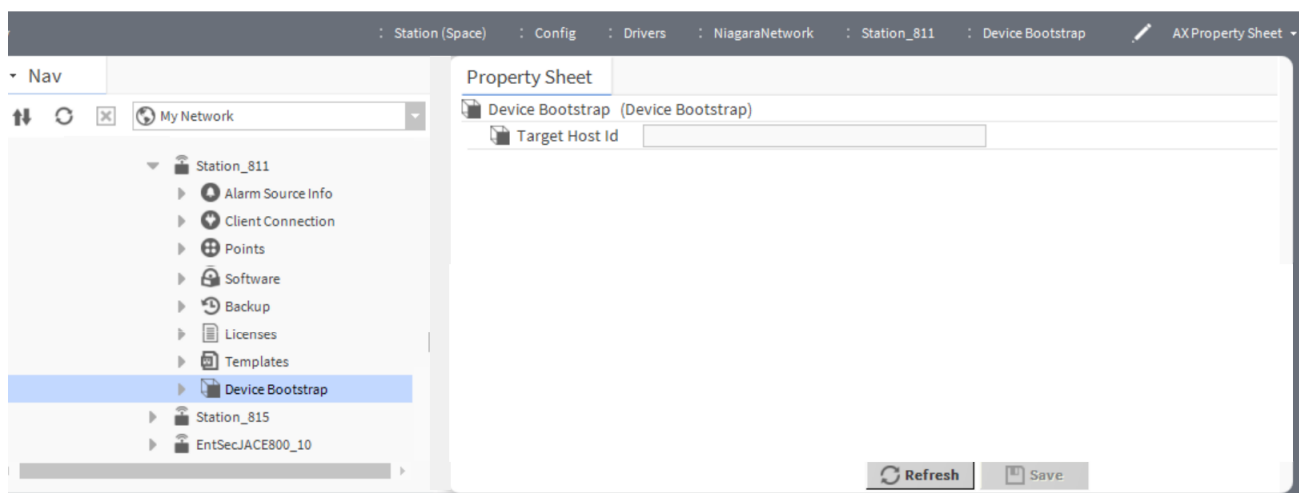 : Station (Space) : Config : Drivers : NiagaraNetwork : Station_811 : Device Bootstrap AX Property Sheet
Nav
My Network
Station_811
Alarm Source Info
Client Connection
Points
Software
Backup
Licenses
Templates
Device Bootstrap
Station_815
EntSecJACE800_10
Property Sheet
Device Bootstrap (Device Bootstrap)
Target Host Id
Refresh Save